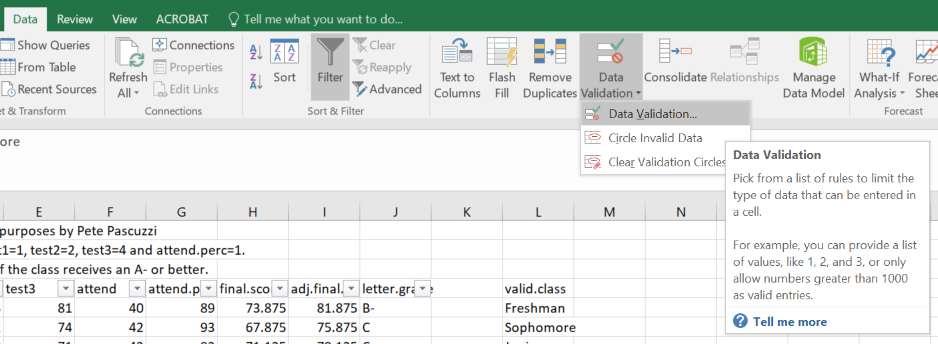 Data Review View ACROBAT Tell me what you want to do...
Show Queries
From Table
Recent Sources
Refresh
All
Connections
Properties
Edit Links
Sort
Filter
Clear
Reapply
Advanced
Text to
Columns
Flash
Fill
Remove
Duplicates
Data
Validation
Consolidate
Relationships
Manage
Data Model
What-If
Analysis
Forec
Shee
et & Transform
Connections
Sort & Filter
Forecast
Data Validation...
Circle Invalid Data
Clear Validation Circles
Data Validation
Pick from a list of rules to limit the
type of data that can be entered in
a cell.
For example, you can provide a list
of values, like 1, 2, and 3, or only
allow numbers greater than 1000
as valid entries.
Tell me more
ore
E F G H I J K L M N
purposes by Pete Pascuzzi
t1=1, test2=2, test3=4 and attend.perc=1.
f the class receives an A- or better.
test3 attend attend.p final.sco adj.final. letter.gra e valid.class
81 40 89 73.875 81.875 B- Freshman
74 42 93 67.875 75.875 C Sophomore